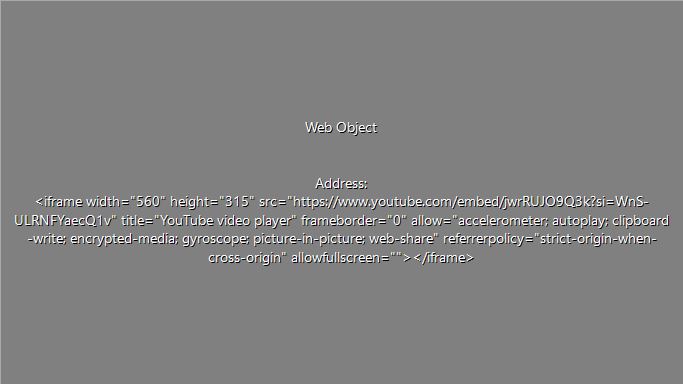 Web Object
Address:
<iframe width="560" height="315" src="https://www.youtube.com/embed/jwrRUJO9Q3k?si=WnS-
ULRNFYaecQ1v" title="YouTube video player" frameborder="0" allow="accelerometer; autoplay; clipboard
-write; encrypted-media; gyroscope; picture-in-picture; web-share" referrerpolicy="strict-origin-when-
cross-origin" allowfullscreen=""></iframe>